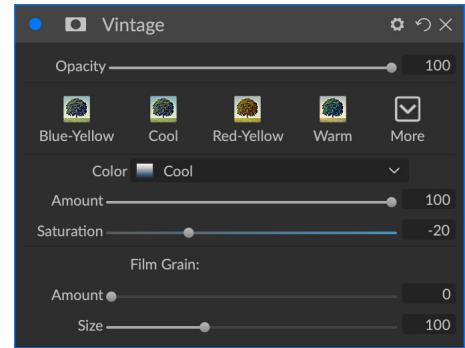 Vintage
Opacity 100
Blue-Yellow Cool Red-Yellow Warm More
Color Cool
Amount 100
Saturation -20
Film Grain:
Amount 0
Size 100